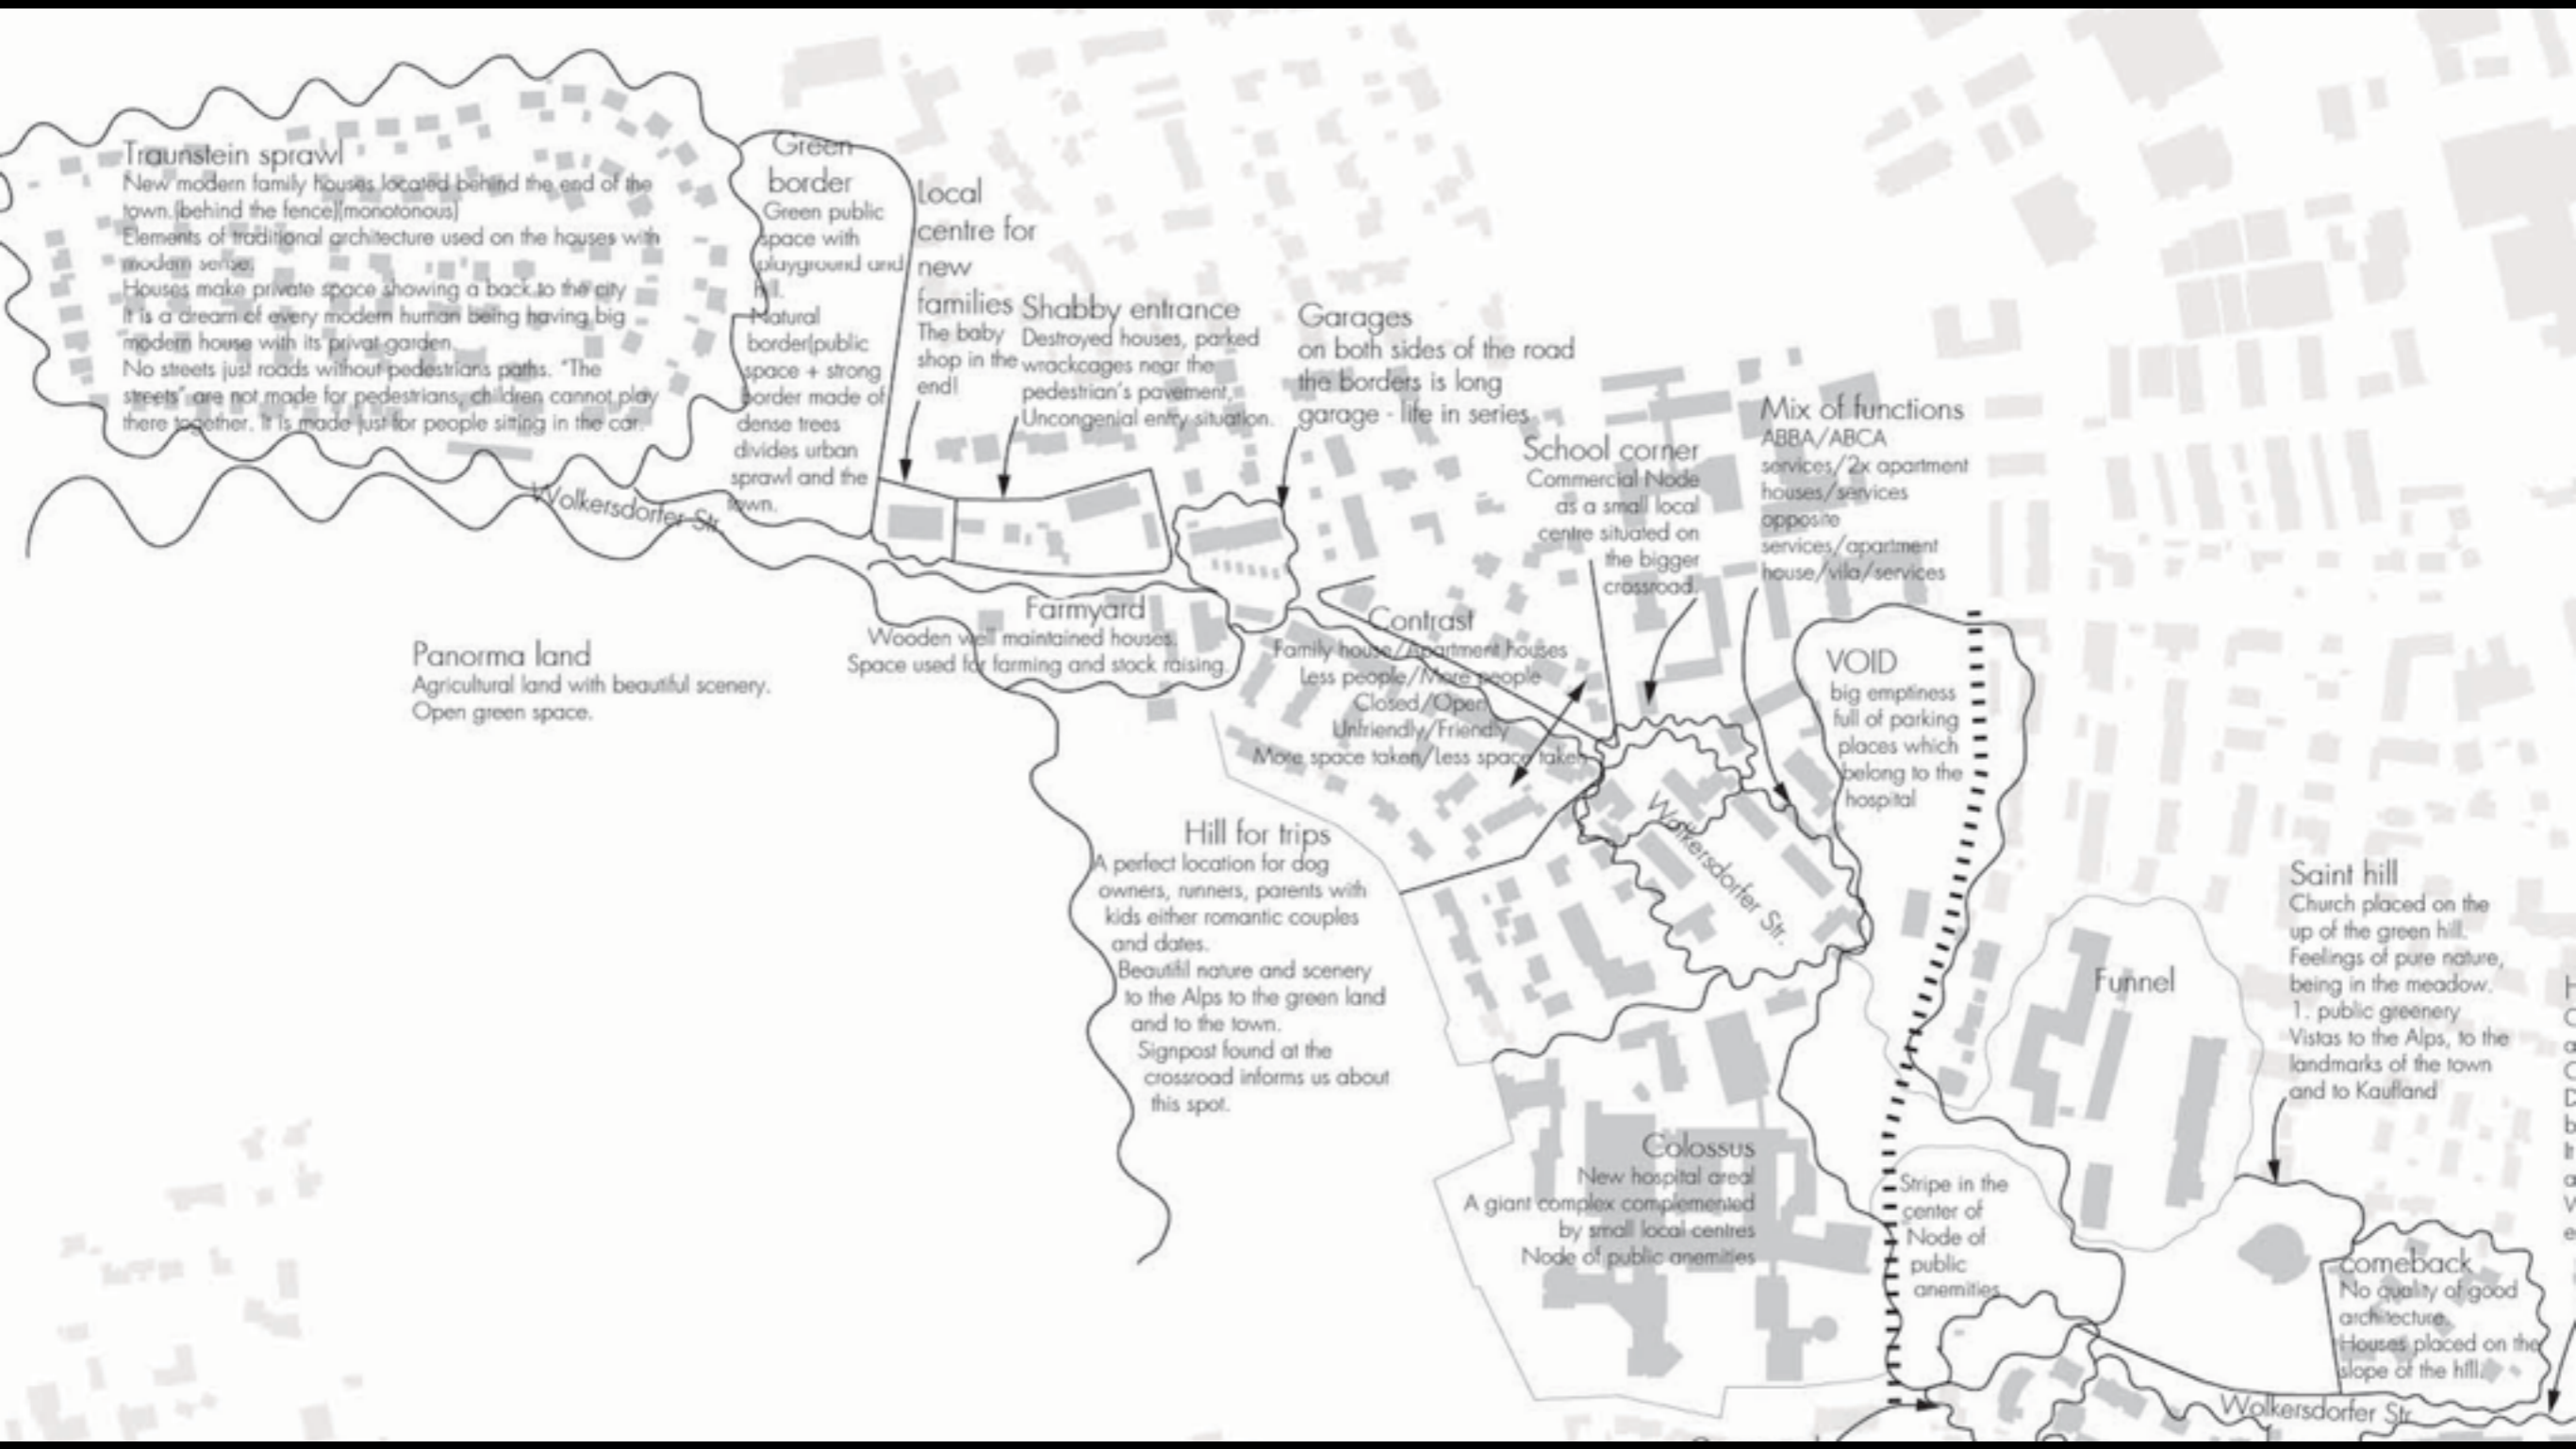 Traunstein sprawl
New modern family houses located behind the end of the
town.(behind the fence)(monotonous)
Elements of traditional architecture used on the houses with
modern sense.
Houses make private space showing a back to the city
It is a dream of every modern human being having big
modern house with its privat garden.
No streets just roads without pedestrians paths. "The
streets" are not made for pedestrians, children cannot play
there together. It is made just for people sitting in the car.
Green
border
Green public
space with
playground and
hill.
Natural
border(public
space + strong
border made of
dense trees
divides urban
sprawl and the
town.
Local
centre for
new
families
The baby
shop in the
end!
Shabby entrance
Destroyed houses, parked
wrackcages near the
pedestrian's pavement.
Uncongenial entry situation.
Garages
on both sides of the road
the borders is long
garage - life in series
School corner
Commercial Node
as a small local
centre situated on
the bigger
crossroad.
Mix of functions
ABBA/ABCA
services/2x apartment
houses/services
opposite
services/apartment
house/vila/services
Wolkersdorfer Str.
Farmyard
Wooden well maintained houses.
Space used for farming and stock raising.
Contrast
Family house/Apartment houses
Less people/More people
Closed/Open
Unfriendly/Friendly
More space taken/Less space taken
Panorma land
Agricultural land with beautiful scenery.
Open green space.
VOID
big emptiness
full of parking
places which
belong to the
hospital
Wolkersdorfer Str.
Hill for trips
A perfect location for dog
owners, runners, parents with
kids either romantic couples
and dates.
Beautifil nature and scenery
to the Alps to the green land
and to the town.
Signpost found at the
crossroad informs us about
this spot.
Saint hill
Church placed on the
up of the green hill.
Feelings of pure nature,
being in the meadow.
1. public greenery
Vistas to the Alps, to the
landmarks of the town
and to Kaufland
Funnel
Colossus
New hospital areal
A giant complex complemented
by small local centres
Node of public anemities
Stripe in the
center of
Node of
public
anemities
comeback
No quality of good
architecture.
Houses placed on the
slope of the hill.
Wolkersdorfer Str.